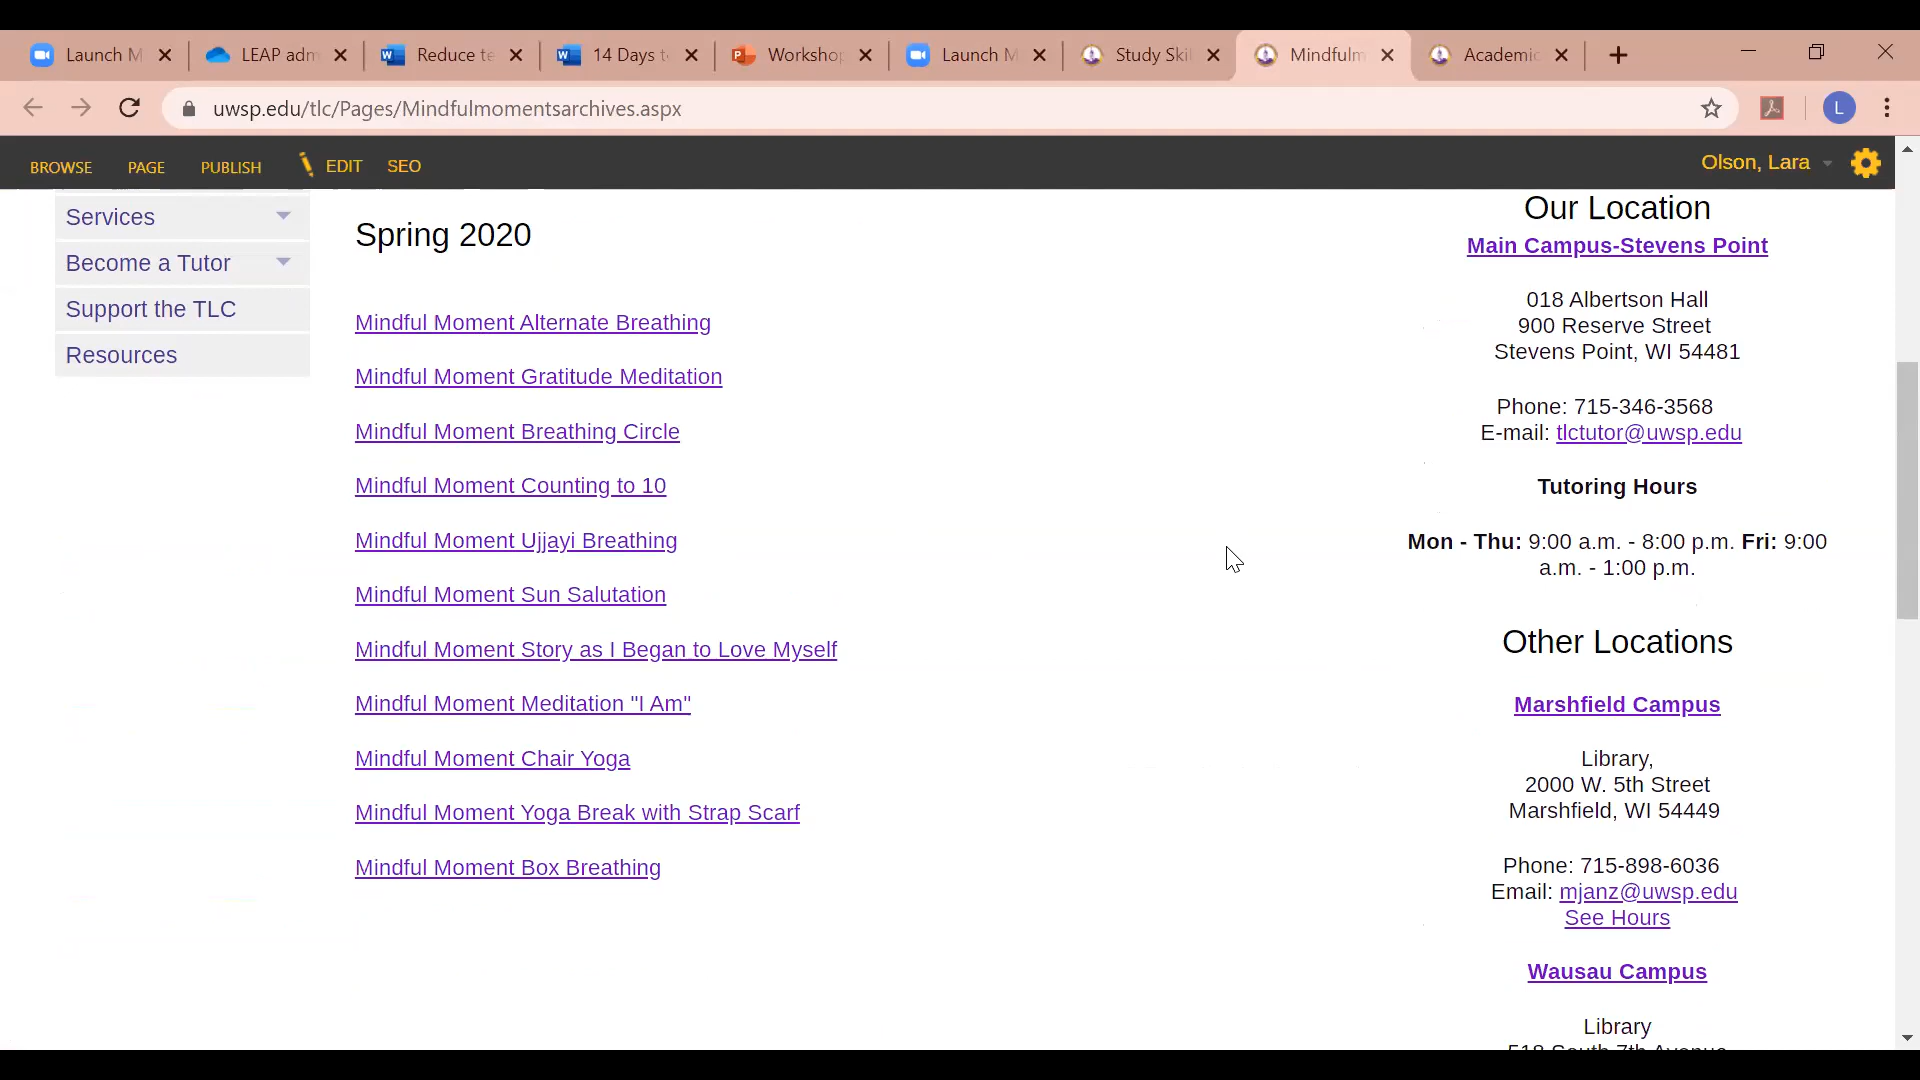 Launch M
LEAP adm
Reduce te
14 Days t
Workshop
Launch M
Study Skil
Mindfulm
Academic
uwsp.edu/tlc/Pages/Mindfulmomentsarchives.aspx
L
BROWSE
PAGE
PUBLISH
EDIT
SEO
Olson, Lara
Services
Become a Tutor
Support the TLC
Resources
Spring 2020
Mindful Moment Alternate Breathing
Mindful Moment Gratitude Meditation
Mindful Moment Breathing Circle
Mindful Moment Counting to 10
Mindful Moment Ujjayi Breathing
Mindful Moment Sun Salutation
Mindful Moment Story as I Began to Love Myself
Mindful Moment Meditation "I Am"
Mindful Moment Chair Yoga
Mindful Moment Yoga Break with Strap Scarf
Mindful Moment Box Breathing
Our Location
Main Campus-Stevens Point
018 Albertson Hall
900 Reserve Street
Stevens Point, WI 54481
Phone: 715-346-3568
E-mail: tlctutor@uwsp.edu
Tutoring Hours
Mon - Thu: 9:00 a.m. - 8:00 p.m. Fri: 9:00
a.m. - 1:00 p.m.
Other Locations
Marshfield Campus
Library,
2000 W. 5th Street
Marshfield, WI 54449
Phone: 715-898-6036
Email: mjanz@uwsp.edu
See Hours
Wausau Campus
Library
518 South 7th Avenue